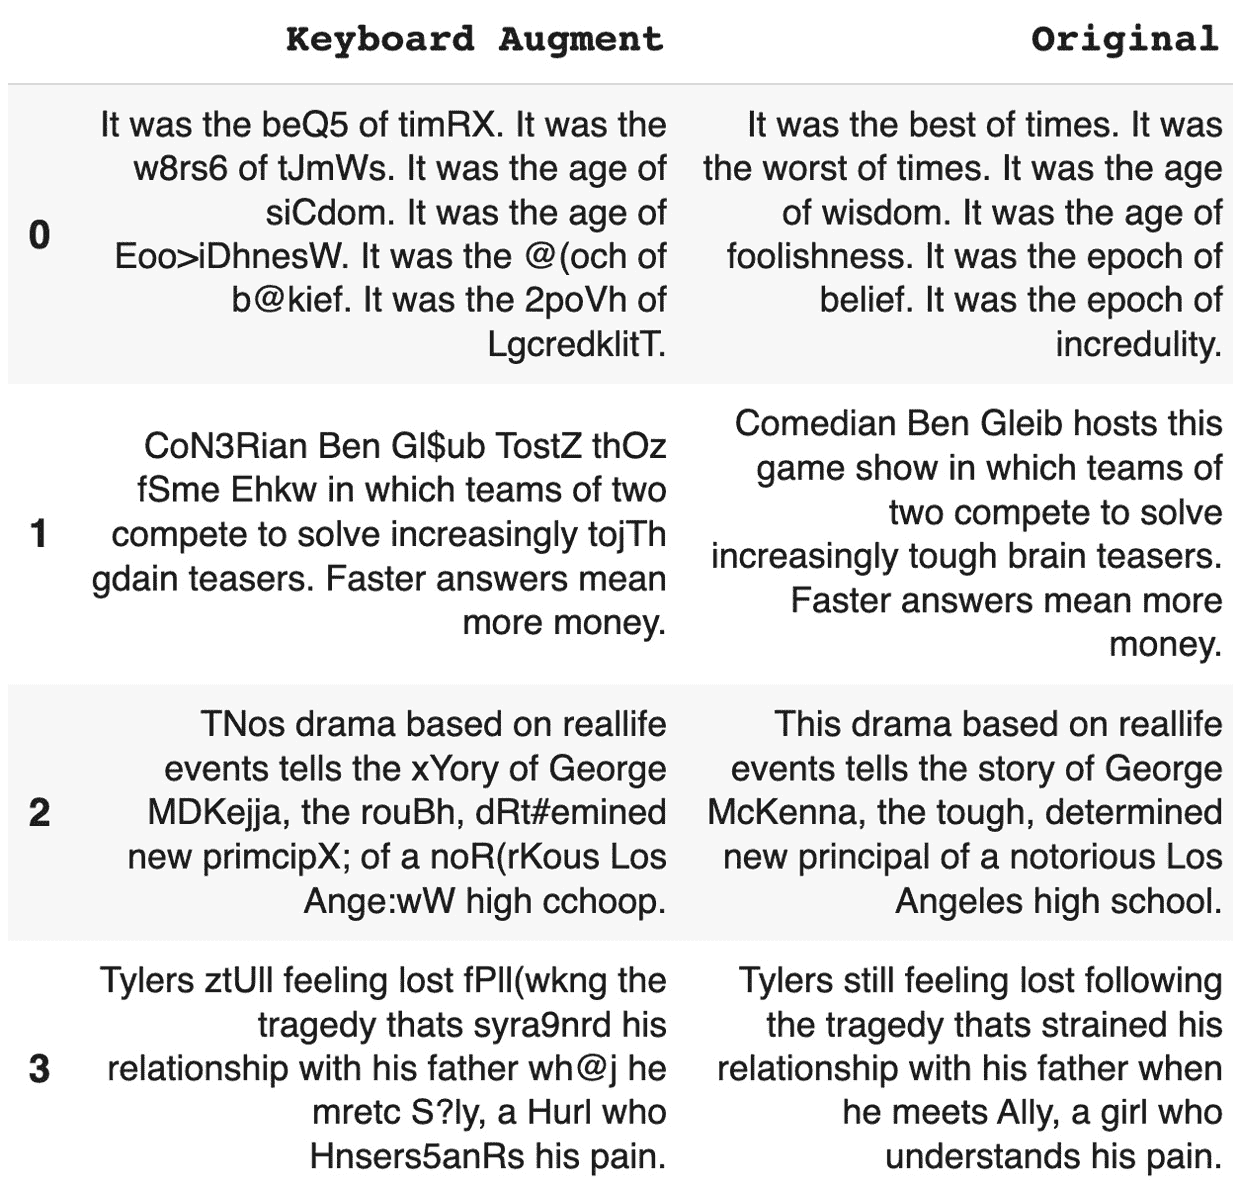 Keyboard Augment Original
0
It was the beQ5 of timRX. It was the
w8rs6 of tJmWs. It was the age of
siCdom. It was the age of
Eoo>iDhnesW. It was the @(och of
b@kief. It was the 2poVh of
LgcredklitT.
It was the best of times. It was
the worst of times. It was the age
of wisdom. It was the age of
foolishness. It was the epoch of
belief. It was the epoch of
incredulity.
1
CoN3Rian Ben Gl$ub TostZ thOz
fSme Ehkw in which teams of two
compete to solve increasingly tojTh
gdain teasers. Faster answers mean
more money.
Comedian Ben Gleib hosts this
game show in which teams of
two compete to solve
increasingly tough brain teasers.
Faster answers mean more
money.
2
TNos drama based on reallife
events tells the xYory of George
MDKejja, the rouBh, dRt#emined
new primcipX; of a noR(rKous Los
Ange:wW high cchoop.
This drama based on reallife
events tells the story of George
McKenna, the tough, determined
new principal of a notorious Los
Angeles high school.
3
Tylers ztUll feeling lost fPll(wkng the
tragedy thats syra9nrd his
relationship with his father wh@j he
mretc S?ly, a Hurl who
Hnsers5anRs his pain.
Tylers still feeling lost following
the tragedy thats strained his
relationship with his father when
he meets Ally, a girl who
understands his pain.